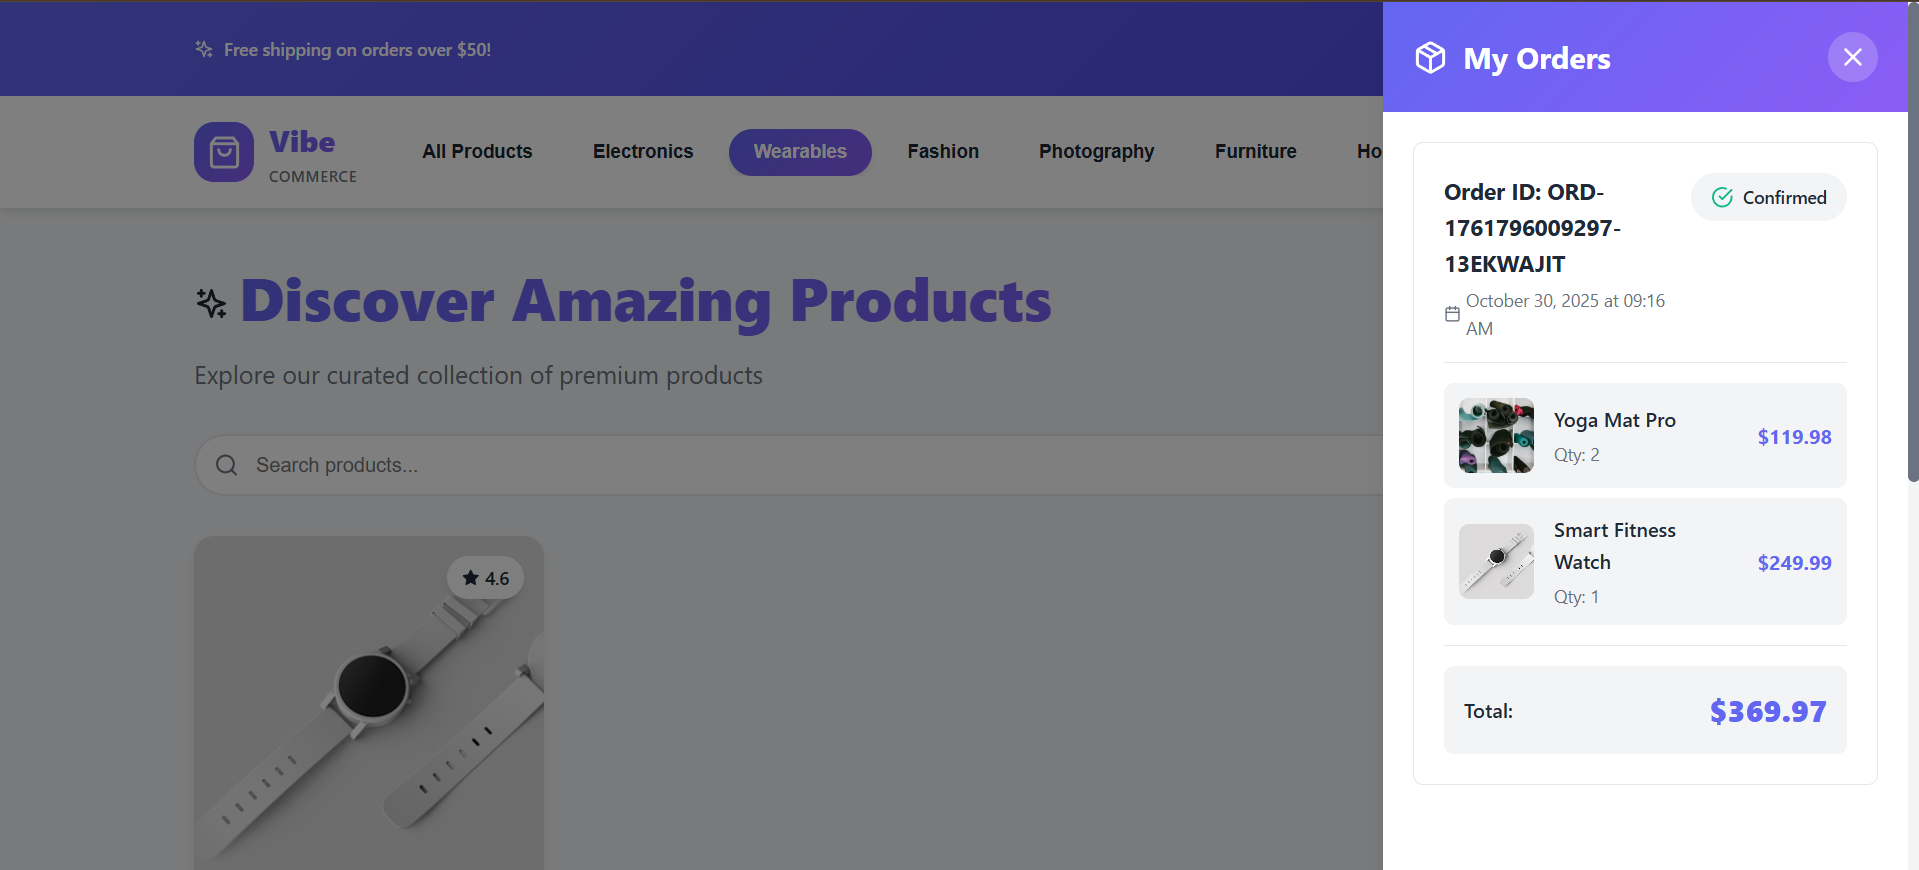 Free shipping on orders over $50!
Vibe
COMMERCE
All Products
Electronics
Wearables
Fashion
Photography
Furniture
Ho
Discover Amazing Products
Explore our curated collection of premium products
Search products...
4.6
My Orders
Order ID: ORD-
1761796009297-
13EKWAJIT
Confirmed
October 30, 2025 at 09:16
AM
Yoga Mat Pro
Qty: 2
$119.98
Smart Fitness
Watch
Qty: 1
$249.99
Total:
$369.97